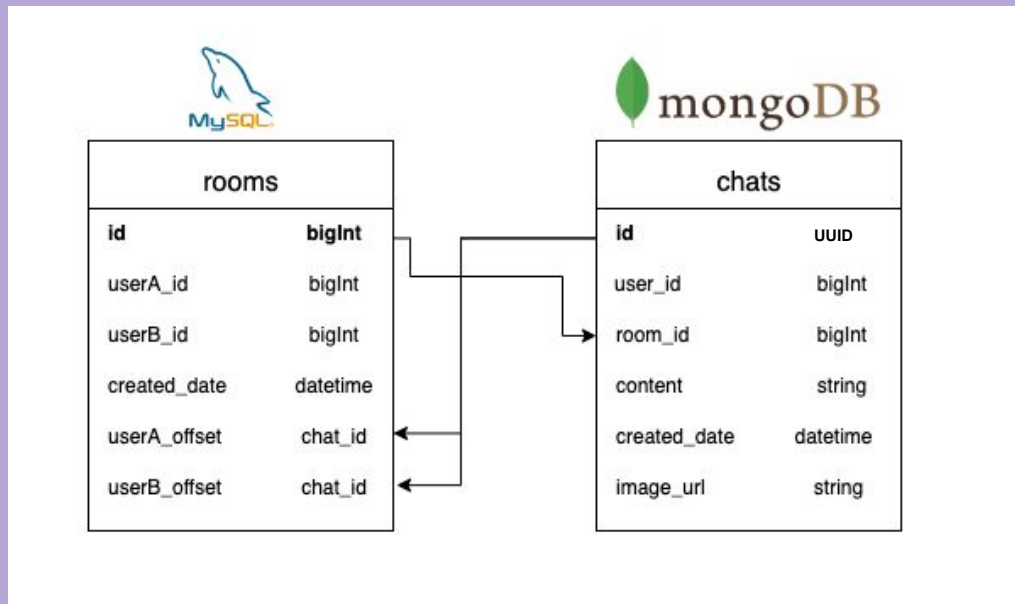 MySQL
mongoDB
rooms
id bigInt
userA_id bigInt
userB_id bigInt
created_date datetime
userA_offset chat_id
userB_offset chat_id
chats
id UUID
user_id bigInt
room_id bigInt
content string
created_date datetime
image_url string